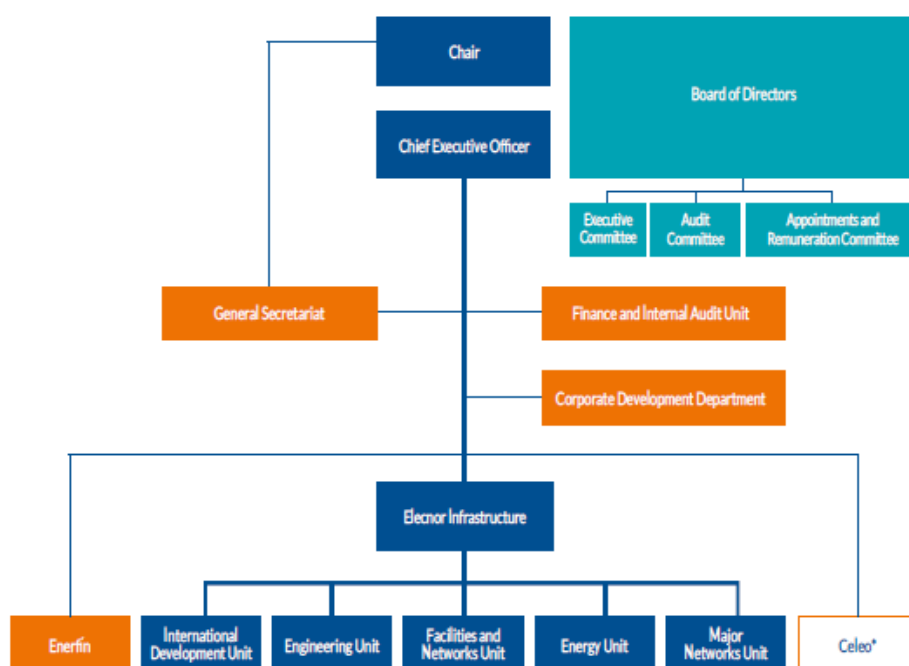 Chair
Board of Directors
Chief Executive Officer
Executive
Committee
Audit
Committee
Appointments and
Remuneration Committee
General Secretariat
Finance and Internal Audit Unit
Corporate Development Department
Elecnor Infrastructure
Enerfín
International
Development Unit
Engineering Unit
Facilities and
Networks Unit
Energy Unit
Major
Networks Unit
Celeo*